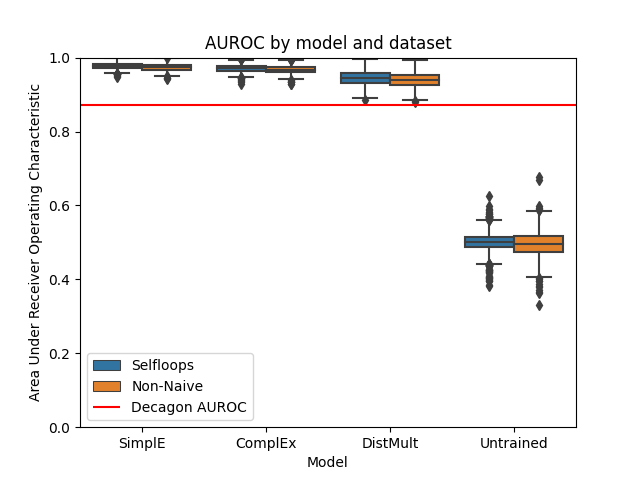 AUROC by model and dataset
Area Under Receiver Operating Characteristic
1.0
0.8
0.6
0.4
0.2
0.0
Selfloops
Non-Naive
Decagon AUROC
SimplE ComplEx DistMult Untrained
Model